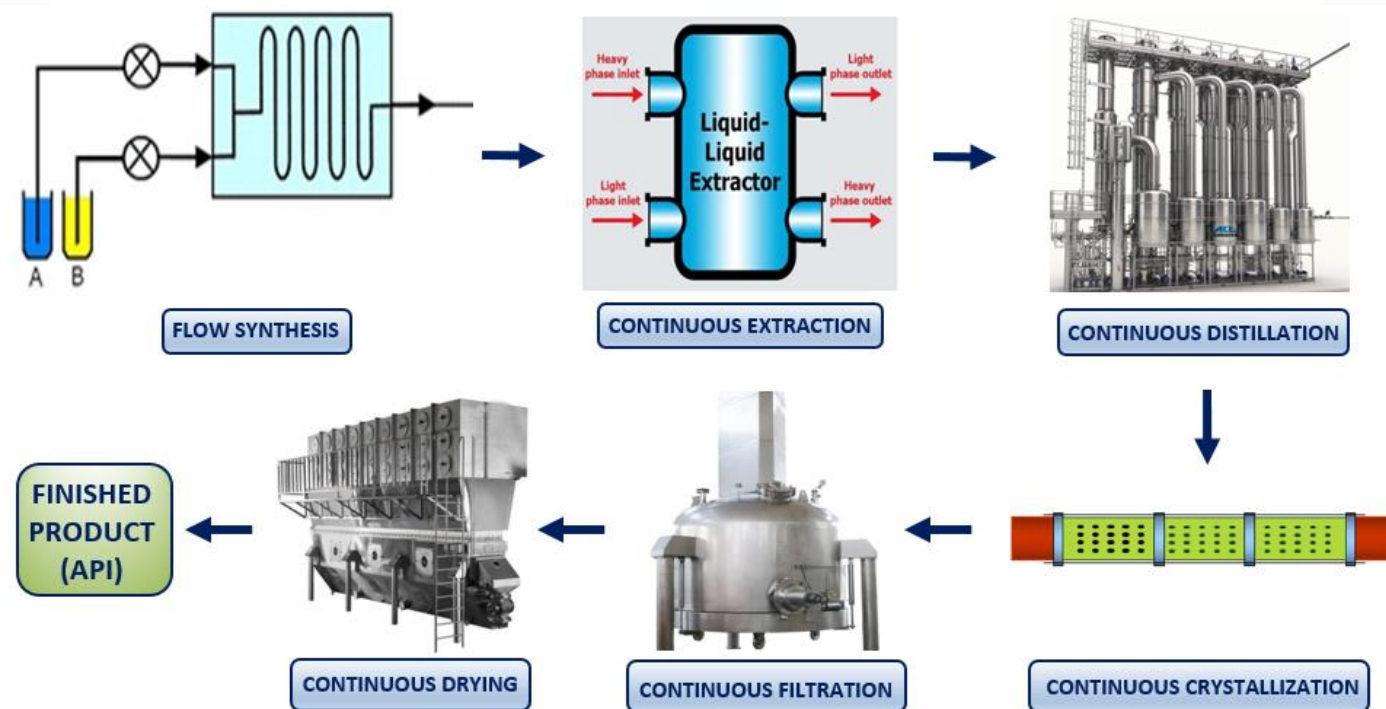 A
B
FLOW SYNTHESIS
Heavy
phase inlet
Light
phase outlet
Liquid-
Liquid
Extractor
Light
phase inlet
Heavy
phase outlet
CONTINUOUS EXTRACTION
CONTINUOUS DISTILLATION
FINISHED
PRODUCT
(API)
CONTINUOUS DRYING
CONTINUOUS FILTRATION
CONTINUOUS CRYSTALLIZATION